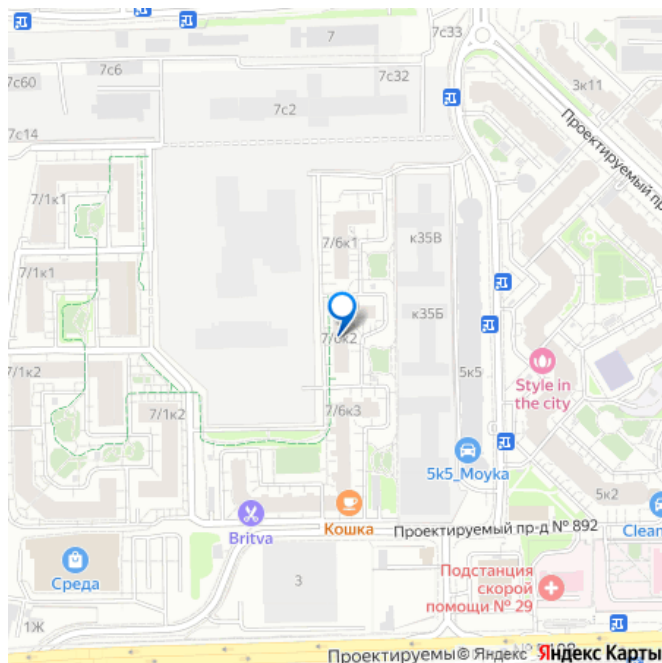 7с33
7
7с6
7с32
7с60
3к11
7с2
Проектируемый пр
7с14
7/1к1
7/6к1
к35В
7/1к1
к35Б
7/6к2
7/1к2
5к5
Style in
the city
7/1к2
7/6к3
5k5_Moyka
5к2
Britva
Кошка
Проектируемый пр-д № 892
Clean
Среда
3
Подстанция
скорой
помощи № 29
1Ж
Проектируемы
© Яндекс
Яндекс Карты